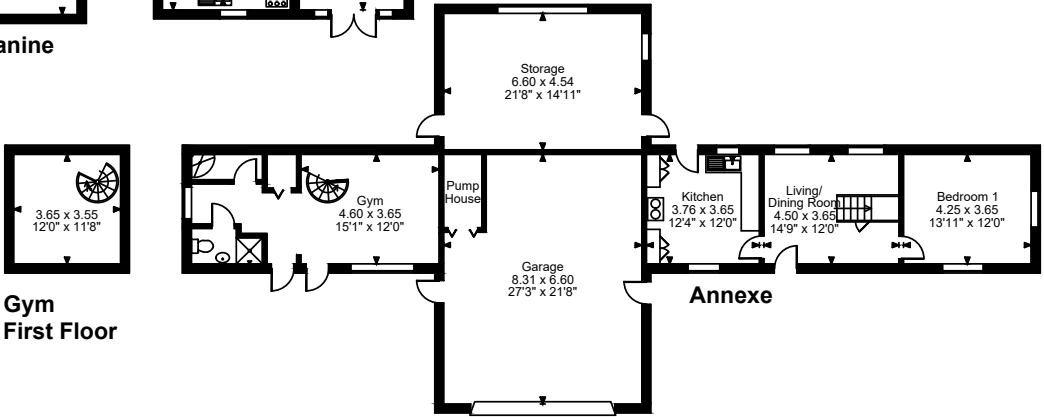 anine
Storage
6.60 x 4.54
21'8" x 14'11"
3.65 x 3.55
12'0" x 11'8"
Gym
First Floor
Gym
4.60 x 3.65
15'1" x 12'0"
Pump
House
Garage
8.31 x 6.60
27'3" x 21'8"
Kitchen
3.76 x 3.65
12'4" x 12'0"
Living/
Dining Room
4.50 x 3.65
14'9" x 12'0"
Bedroom 1
4.25 x 3.65
13'11" x 12'0"
Annexe